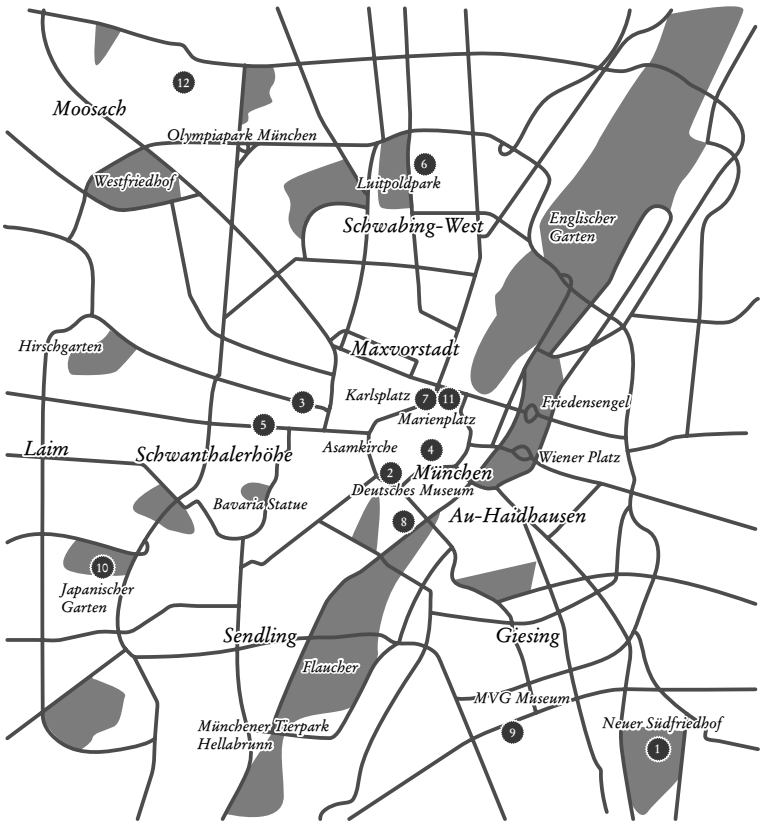 12
Moosach
Olympiapark München
6
Westfriedhof
Luitpoldpark
Schwabing-West
Englischer
Garten
Hirschgarten
Maxvorstadt
Karlsplatz
7
11
3
Friedensengel
Marienplatz
5
Asamkirche
4
Laim
Schwanthalerhöhe
Wiener Platz
2
München
Deutsches Museum
Bavaria Statue
8
Au-Haidhausen
10
Japanischer
Garten
Sendling
Giesing
Flaucher
MVG Museum
Münchener Tierpark
Hellabrunn
9
Neuer Südfriedhof
1